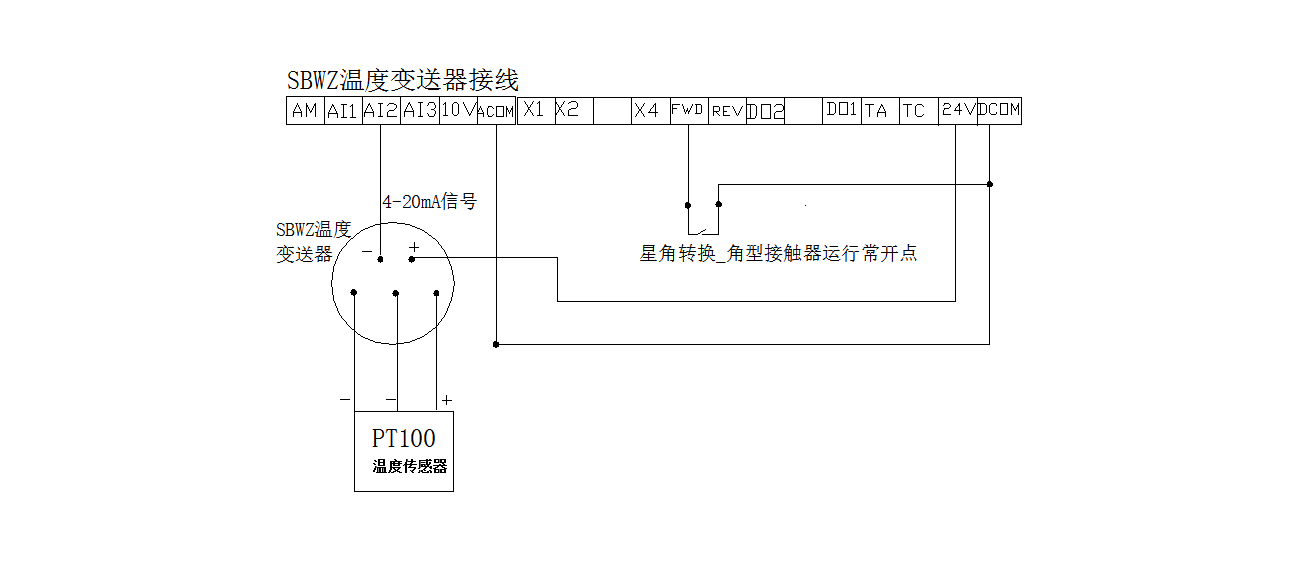 SBWZ温度变送器接线
AM AI1 AI2 AI3 10V ACOM X1 X2 X4 FWD REV DO2 DO1 TA TC 24V DCOM
4-20mA信号
SBWZ温度
变送器
- +
星角转换_角型接触器运行常开点
- - +
PT100
温度传感器